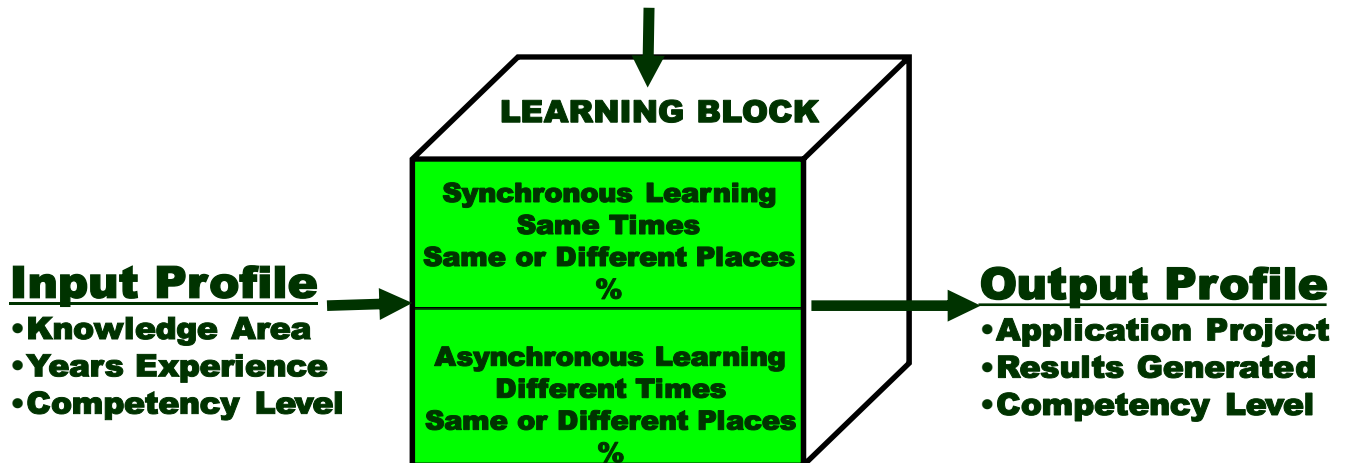 LEARNING BLOCK
Synchronous Learning
Same Times
Same or Different Places
%
Asynchronous Learning
Different Times
Same or Different Places
%
Input Profile
•Knowledge Area
•Years Experience
•Competency Level
Output Profile
•Application Project
•Results Generated
•Competency Level